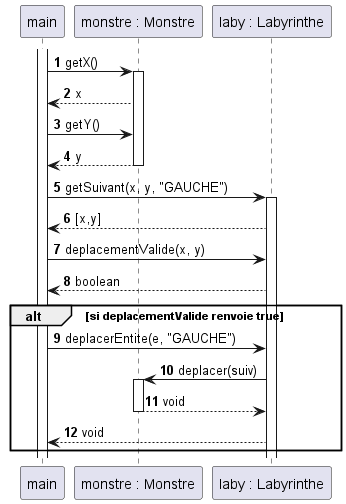 main
monstre : Monstre
laby : Labyrinthe
1 getX()
2 x
3 getY()
4 y
5 getSuivant(x, y, "GAUCHE")
6 [x,y]
7 deplacementValide(x, y)
8 boolean
alt [si deplacementValide renvoie true]
9 deplacerEntite(e, "GAUCHE")
10 deplacer(suiv)
11 void
12 void
main
monstre : Monstre
laby : Labyrinthe